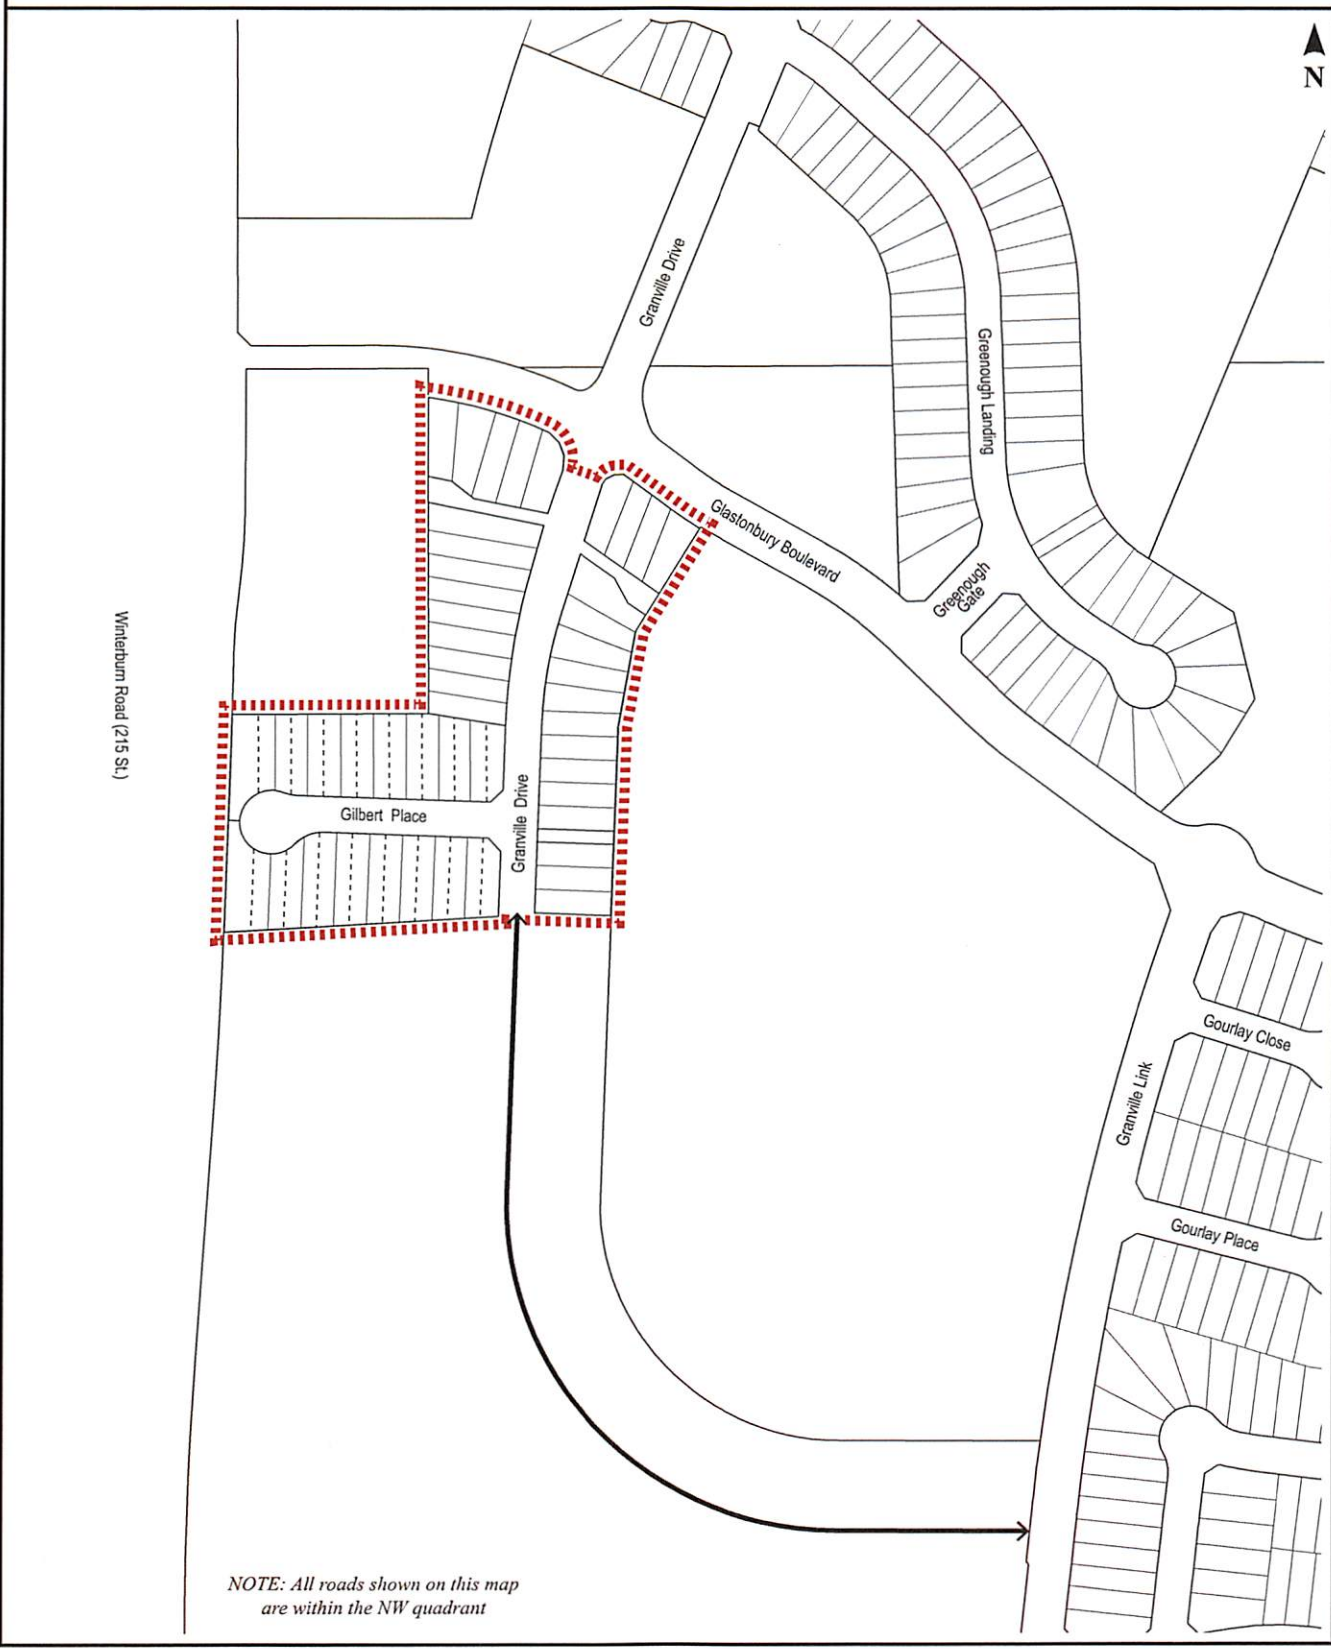 N
Granville Drive
Greenough Landing
Glastonbury Boulevard
Greenough
Gate
Winterburn Road (215 St.)
Gilbert Place
Granville Drive
Gourlay Close
Granville Link
Gourlay Place
NOTE: All roads shown on this map
are within the NW quadrant